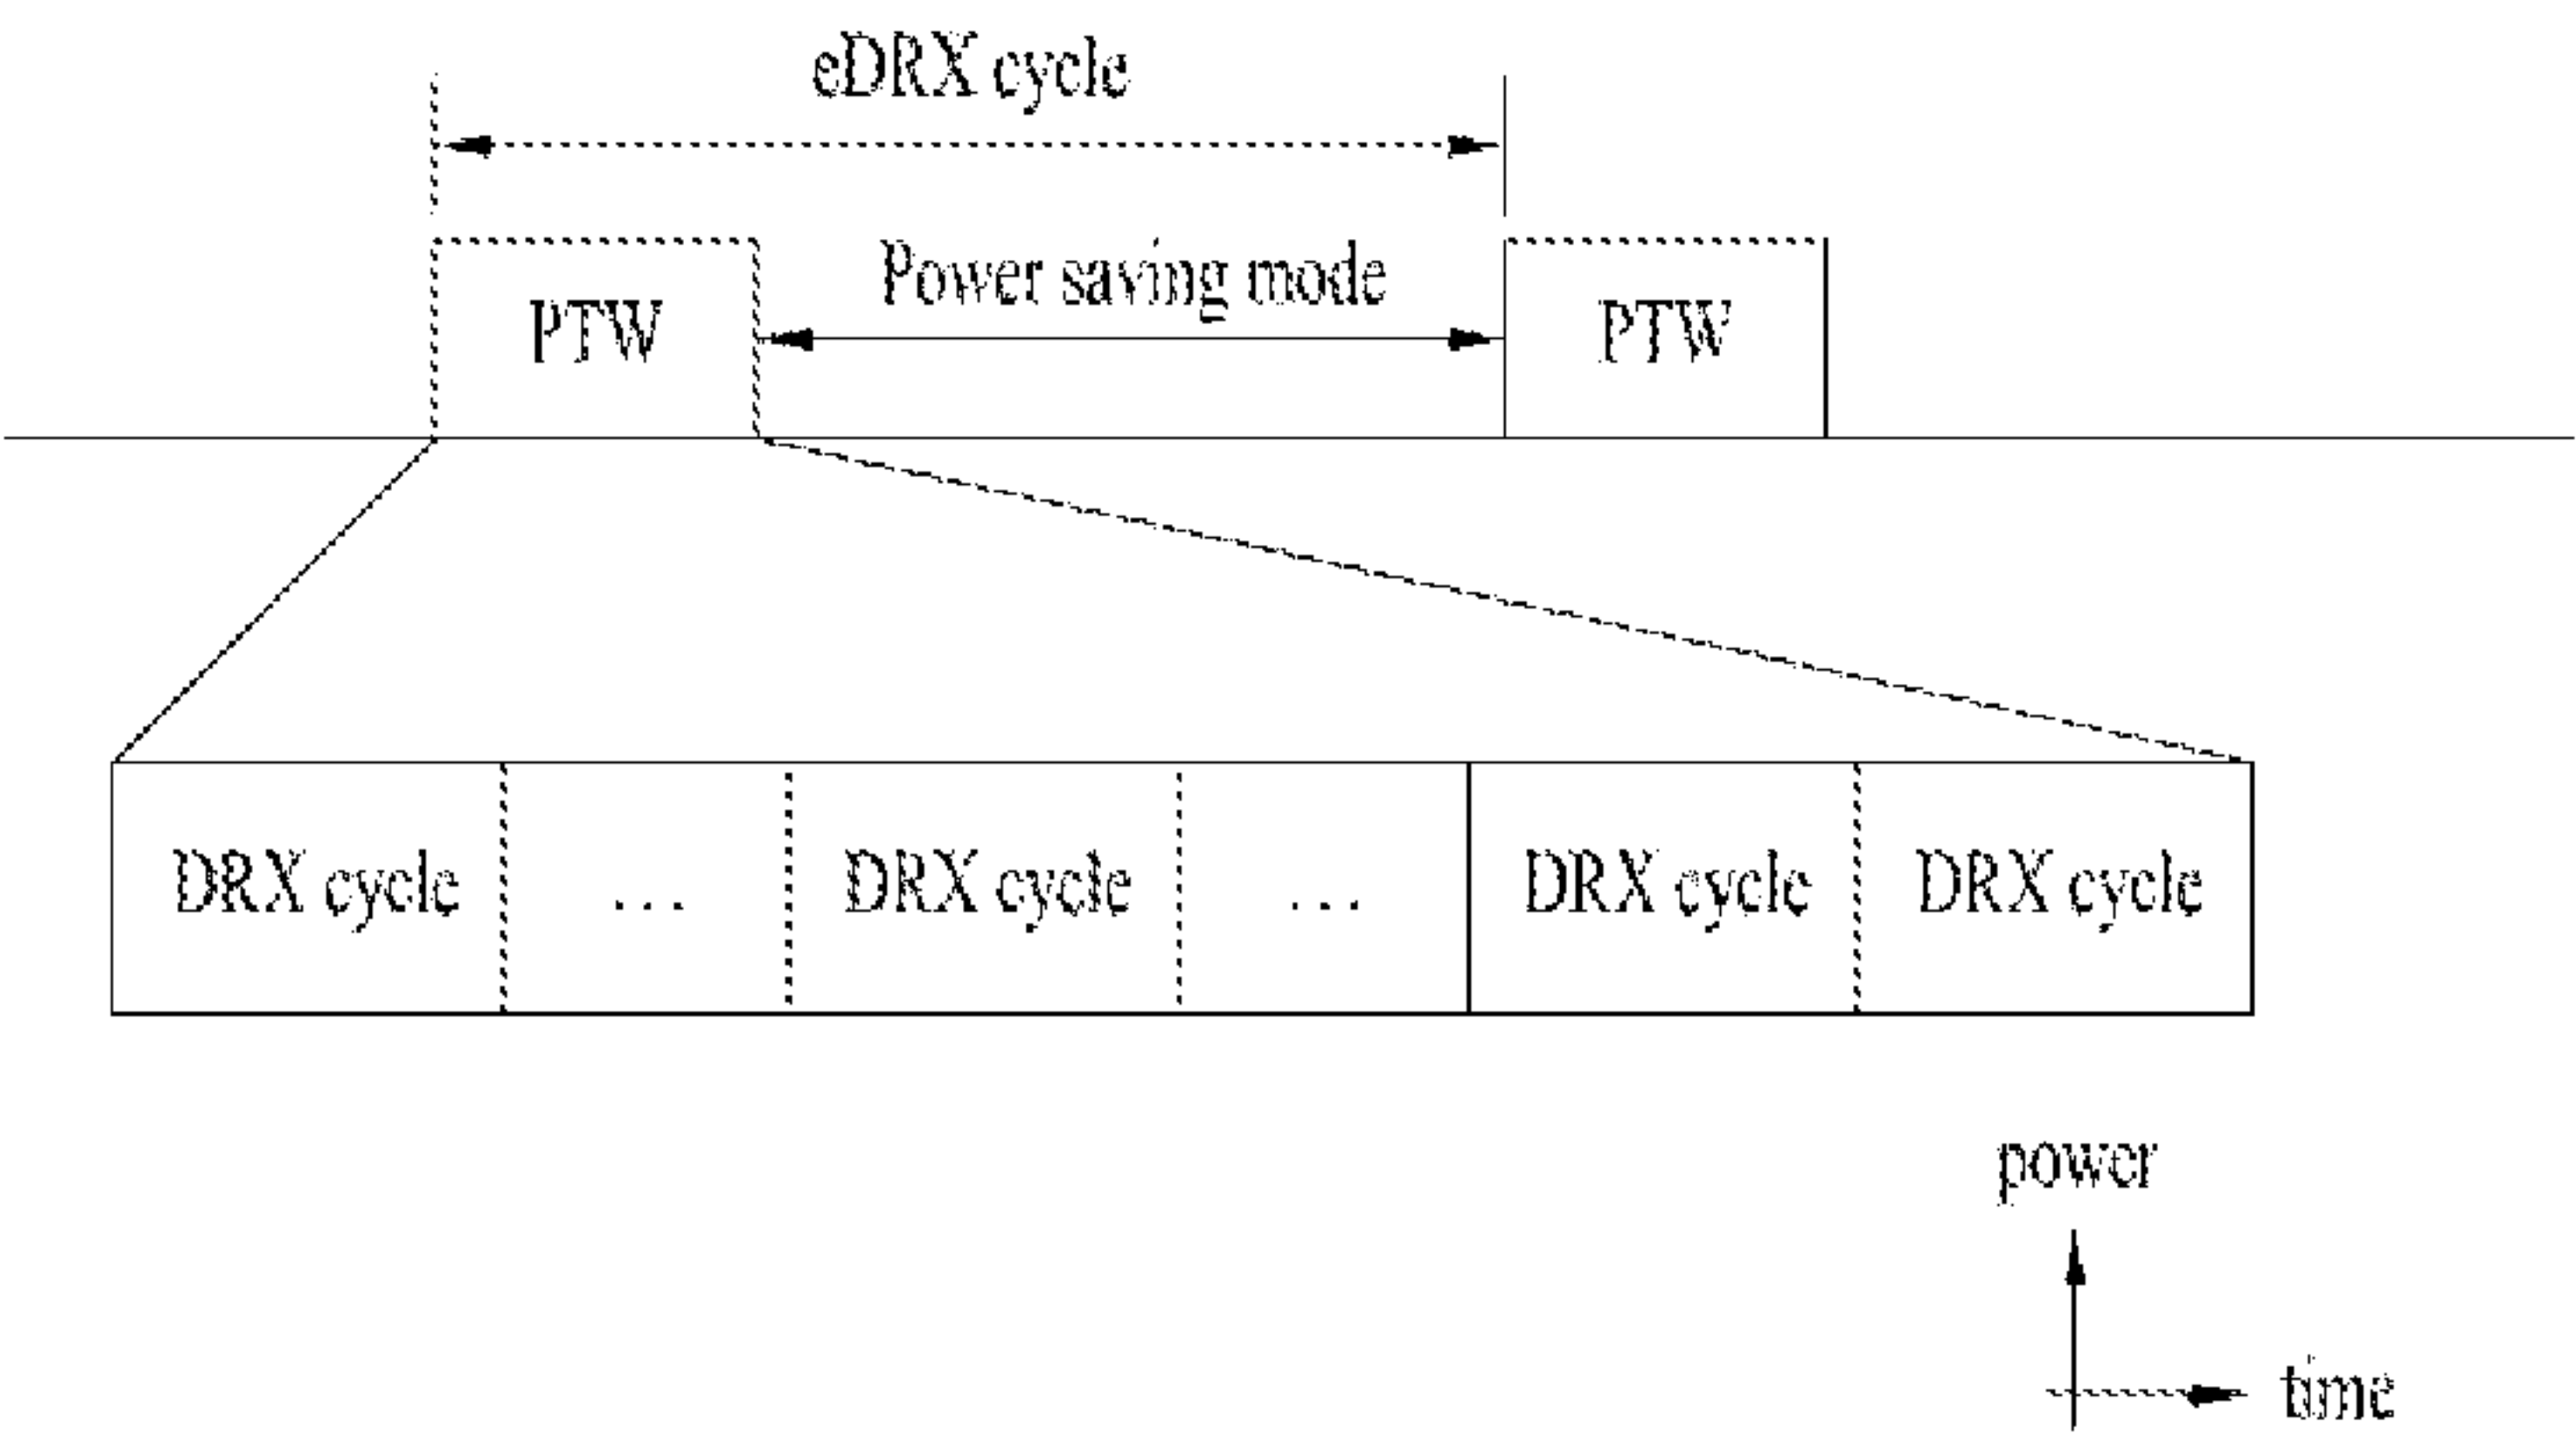 eDRX cycle
PTW
Power saving mode
PTW
DRX cycle
...
DRX cycle
...
DRX cycle
DRX cycle
power
time